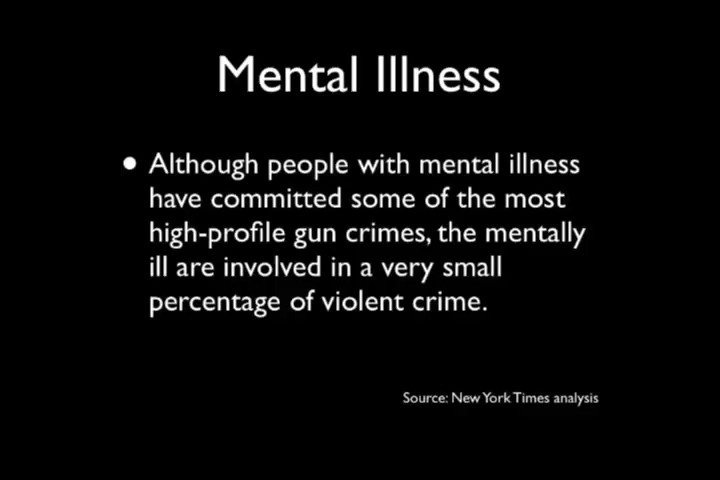 Mental Illness
• Although people with mental illness
have committed some of the most
high-profile gun crimes, the mentally
ill are involved in a very small
percentage of violent crime.
Source: New York Times analysis